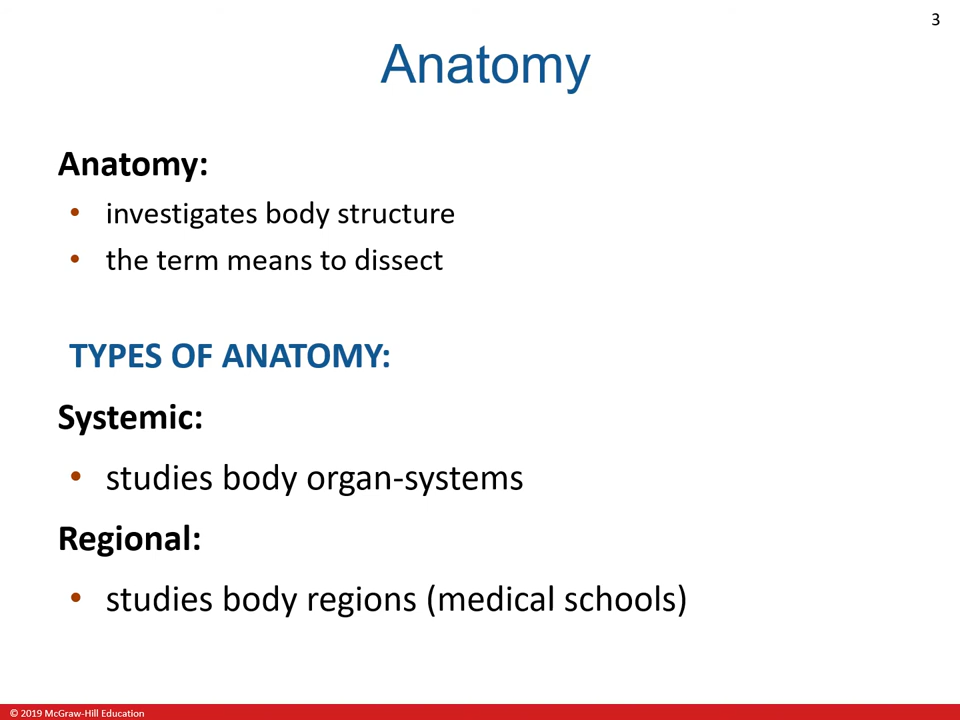 3
Anatomy
Anatomy:
• investigates body structure
• the term means to dissect
TYPES OF ANATOMY:
Systemic:
• studies body organ-systems
Regional:
• studies body regions (medical schools)
© 2019 McGraw-Hill Education